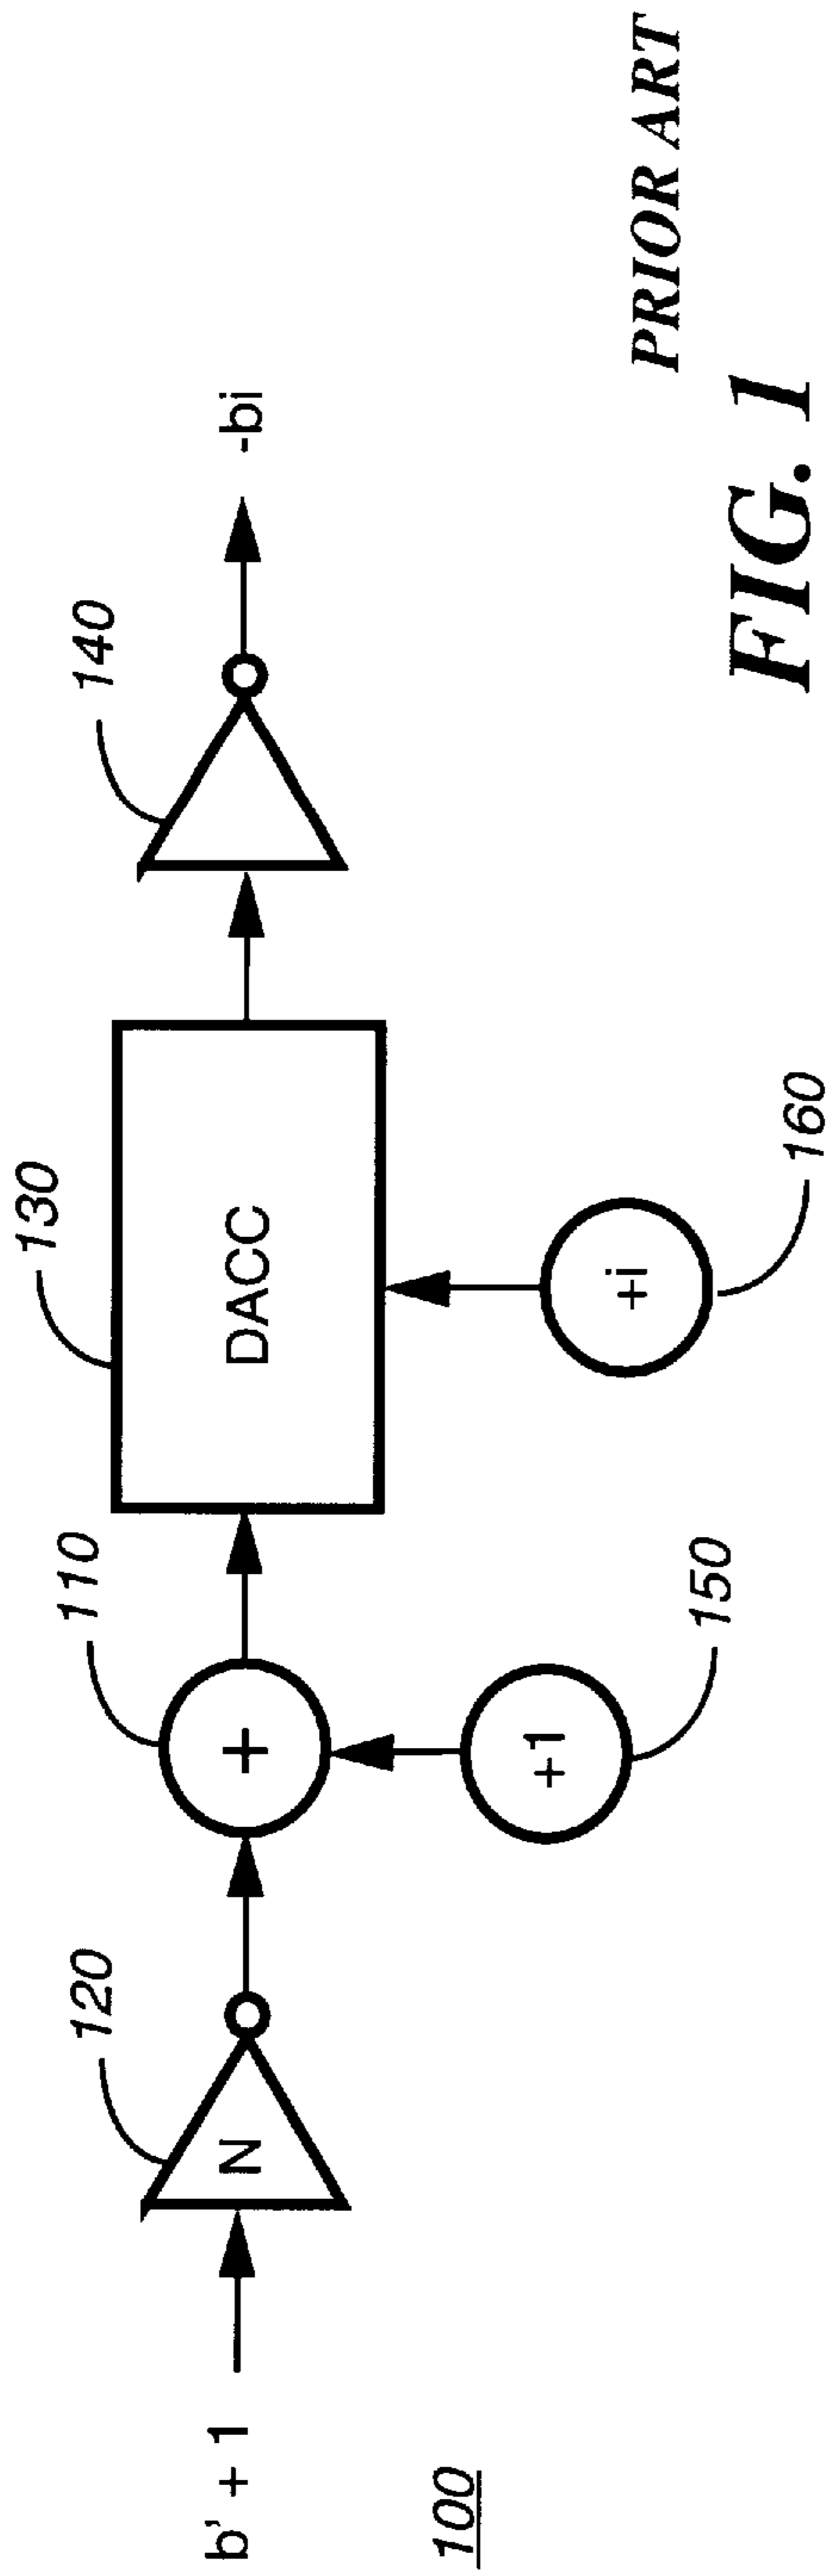 130
120
110
140
b' + 1
N
+
DACC
-bi
+1
+i
150
160
100
PRIOR ART
FIG. 1